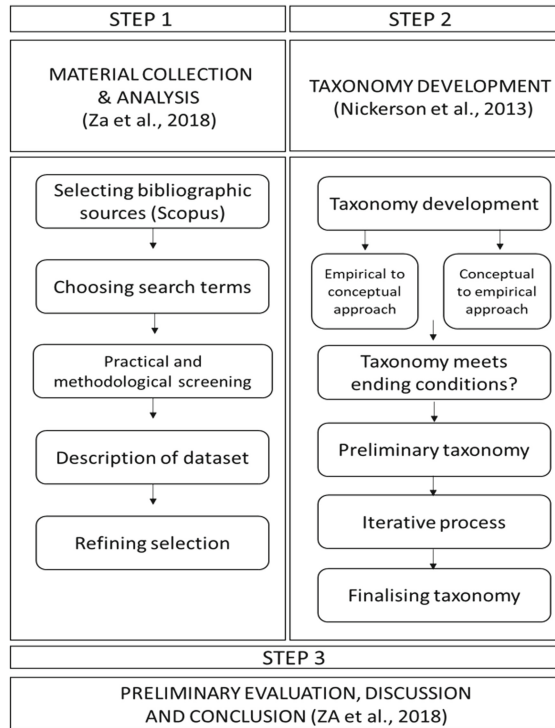 STEP 1
MATERIAL COLLECTION
& ANALYSIS
(Za et al., 2018)
Selecting bibliographic
sources (Scopus)
Choosing search terms
Practical and
methodological screening
Description of dataset
Refining selection
STEP 2
TAXONOMY DEVELOPMENT
(Nickerson et al., 2013)
Taxonomy development
Empirical to
conceptual
approach
Conceptual
to empirical
approach
Taxonomy meets
ending conditions?
Preliminary taxonomy
Iterative process
Finalising taxonomy
STEP 3
PRELIMINARY EVALUATION, DISCUSSION
AND CONCLUSION (ZA et al., 2018)